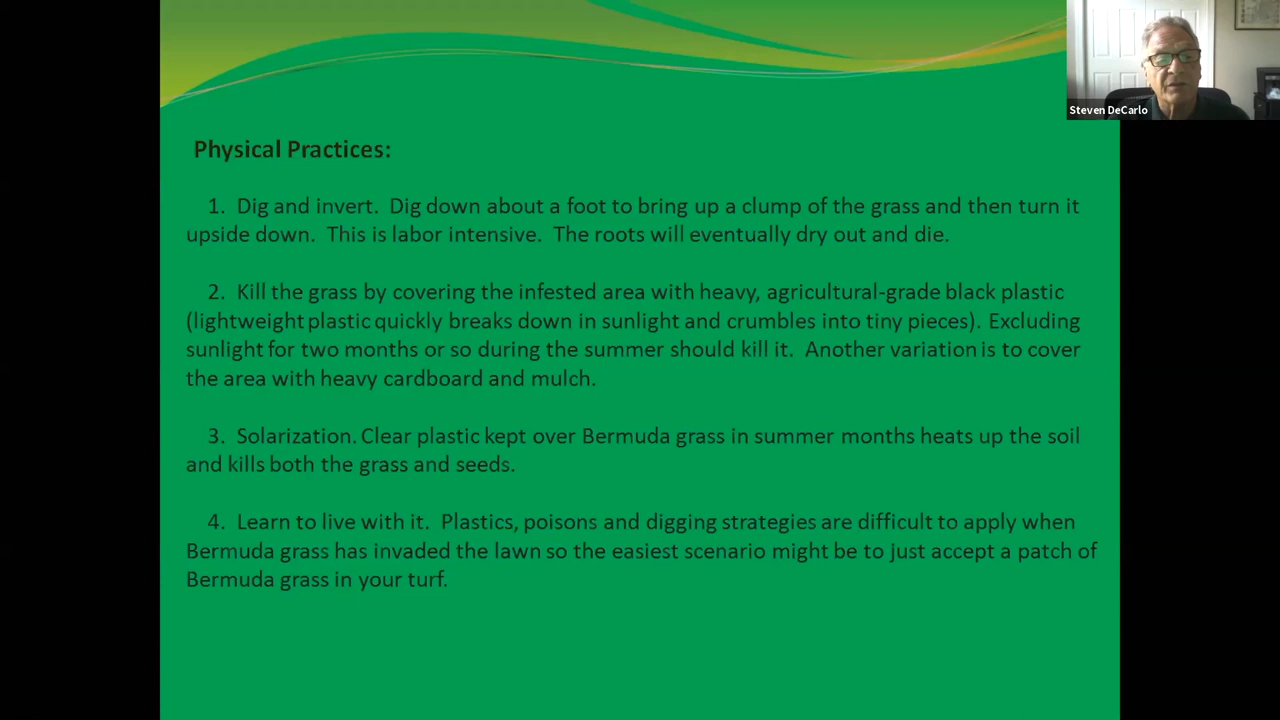 Steven DeCarlo
Physical Practices:
1. Dig and invert. Dig down about a foot to bring up a clump of the grass and then turn it
upside down. This is labor intensive. The roots will eventually dry out and die.
2. Kill the grass by covering the infested area with heavy, agricultural-grade black plastic
(lightweight plastic quickly breaks down in sunlight and crumbles into tiny pieces). Excluding
sunlight for two months or so during the summer should kill it. Another variation is to cover
the area with heavy cardboard and mulch.
3. Solarization. Clear plastic kept over Bermuda grass in summer months heats up the soil
and kills both the grass and seeds.
4. Learn to live with it. Plastics, poisons and digging strategies are difficult to apply when
Bermuda grass has invaded the lawn so the easiest scenario might be to just accept a patch of
Bermuda grass in your turf.